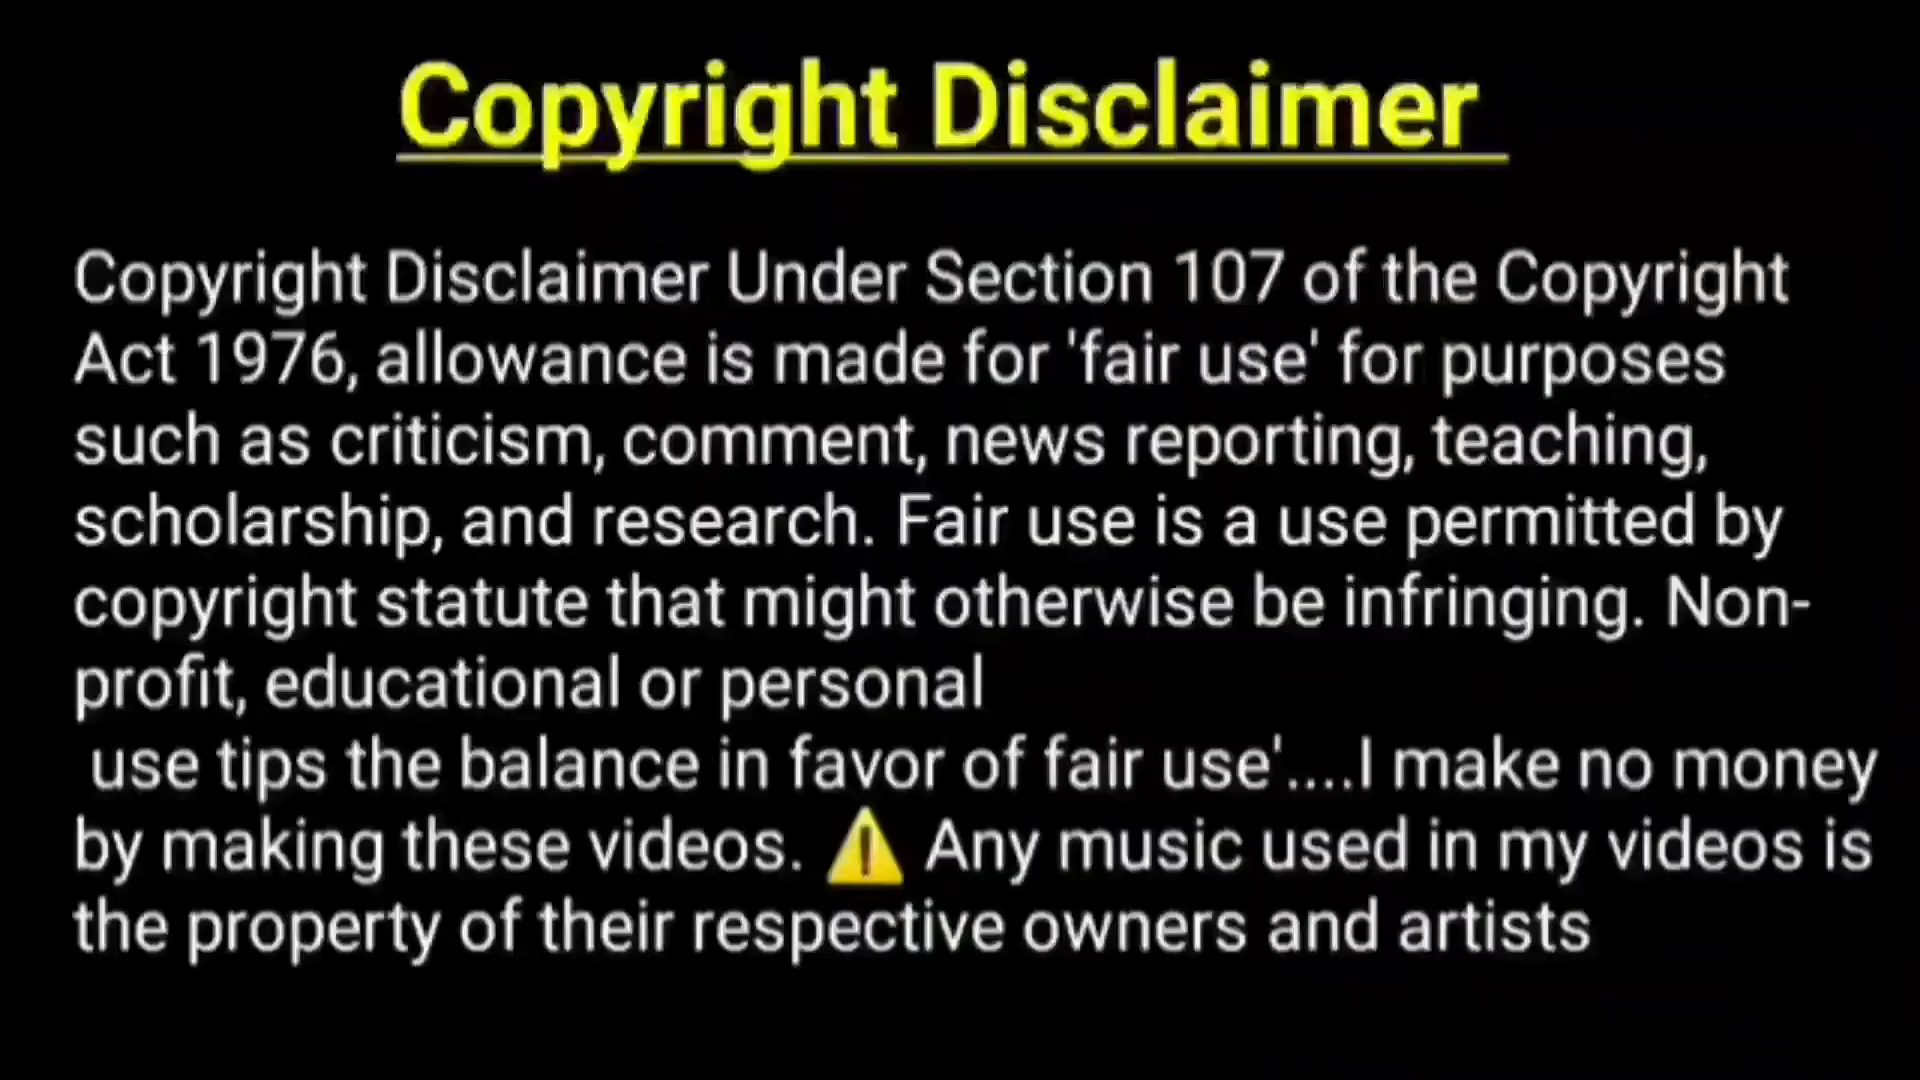 Copyright Disclaimer
Copyright Disclaimer Under Section 107 of the Copyright
Act 1976, allowance is made for 'fair use' for purposes
such as criticism, comment, news reporting, teaching,
scholarship, and research. Fair use is a use permitted by
copyright statute that might otherwise be infringing. Non-
profit, educational or personal
use tips the balance in favor of fair use'....I make no money
by making these videos. ⚠️ Any music used in my videos is
the property of their respective owners and artists